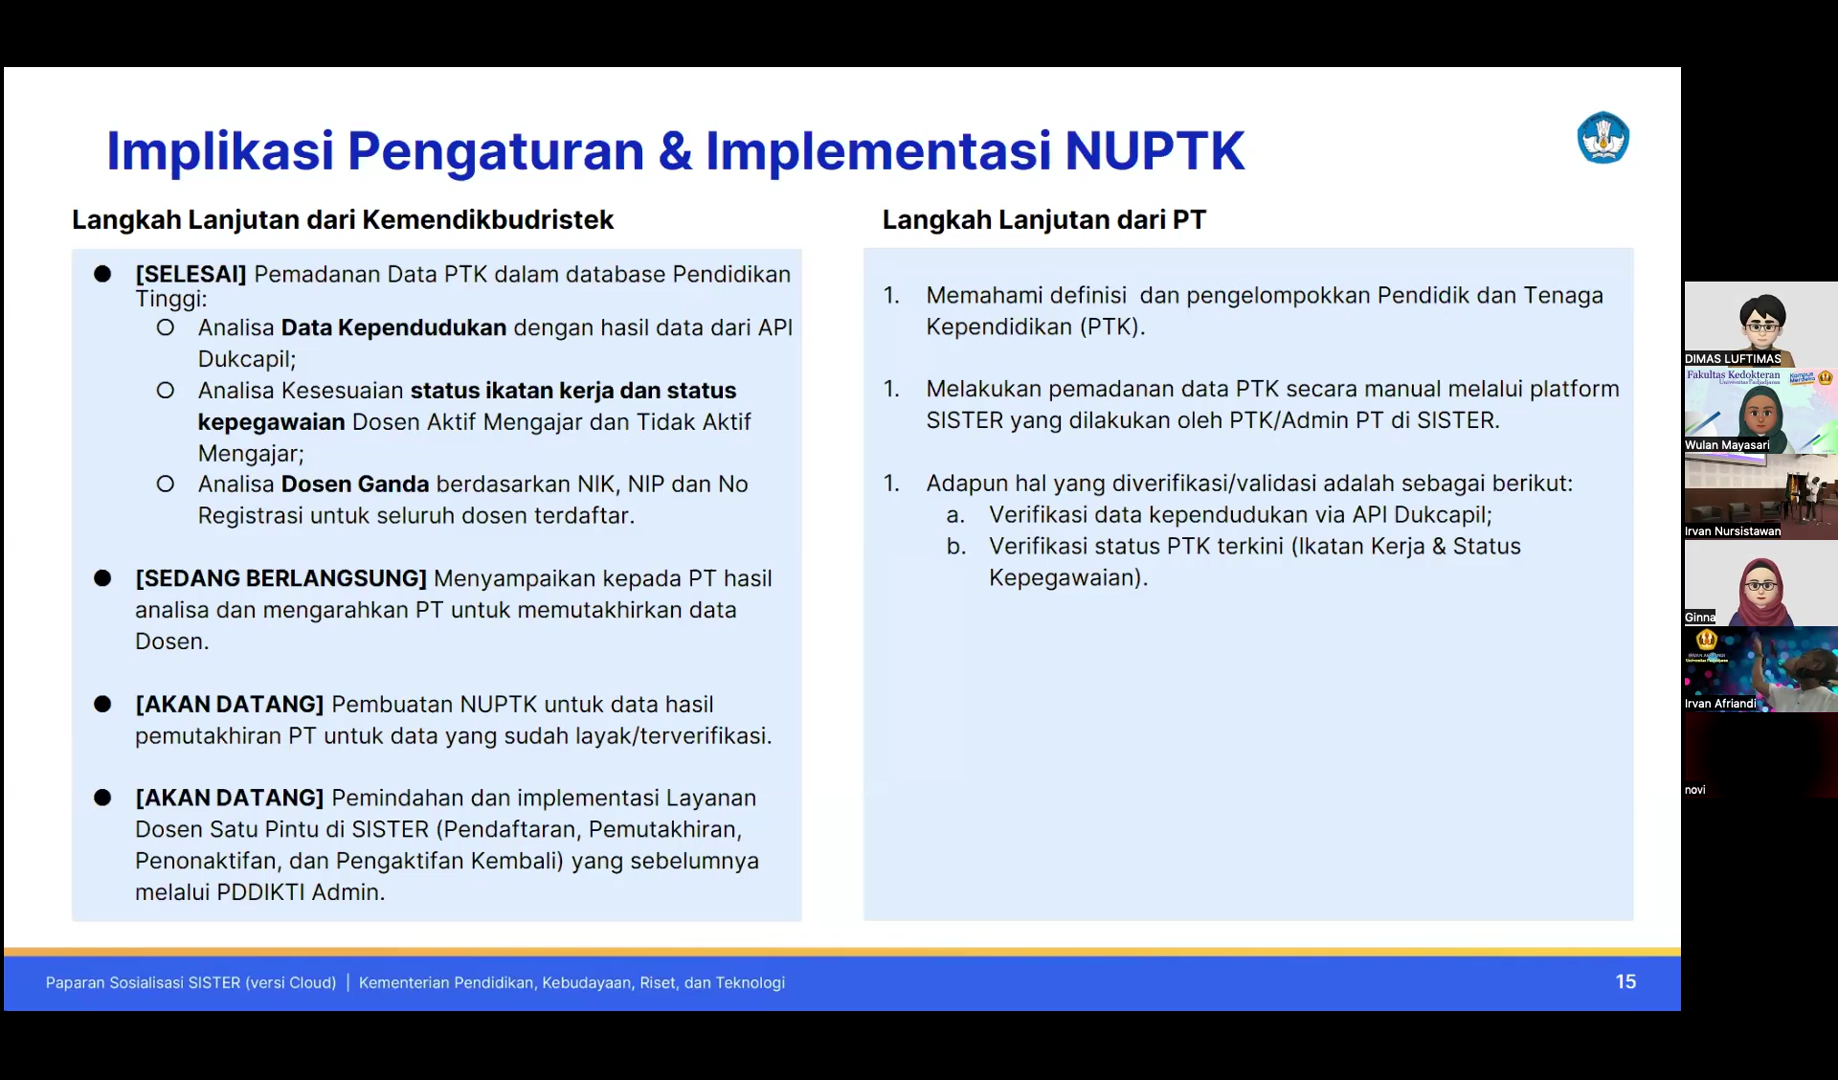 Implikasi Pengaturan & Implementasi NUPTK
Langkah Lanjutan dari Kemendikbudristek
● [SELESAI] Pemadanan Data PTK dalam database Pendidikan
Tinggi:
○ Analisa Data Kependudukan dengan hasil data dari API
Dukcapil;
○ Analisa Kesesuaian status ikatan kerja dan status
kepegawaian Dosen Aktif Mengajar dan Tidak Aktif
Mengajar;
○ Analisa Dosen Ganda berdasarkan NIK, NIP dan No
Registrasi untuk seluruh dosen terdaftar.
● [SEDANG BERLANGSUNG] Menyampaikan kepada PT hasil
analisa dan mengarahkan PT untuk memutakhirkan data
Dosen.
● [AKAN DATANG] Pembuatan NUPTK untuk data hasil
pemutakhiran PT untuk data yang sudah layak/terverifikasi.
● [AKAN DATANG] Pemindahan dan implementasi Layanan
Dosen Satu Pintu di SISTER (Pendaftaran, Pemutakhiran,
Penonaktifan, dan Pengaktifan Kembali) yang sebelumnya
melalui PDDIKTI Admin.
Langkah Lanjutan dari PT
1. Memahami definisi dan pengelompokkan Pendidik dan Tenaga
Kependidikan (PTK).
1. Melakukan pemadanan data PTK secara manual melalui platform
SISTER yang dilakukan oleh PTK/Admin PT di SISTER.
1. Adapun hal yang diverifikasi/validasi adalah sebagai berikut:
a. Verifikasi data kependudukan via API Dukcapil;
b. Verifikasi status PTK terkini (Ikatan Kerja & Status
Kepegawaian).
Paparan Sosialisasi SISTER (versi Cloud) | Kementerian Pendidikan, Kebudayaan, Riset, dan Teknologi
15
DIMAS LUFTIMAS
Fakultas Kedokteran
Universitas Padjadjaran
Kampus
Merdeka
Wulan Mayasari
Irvan Nursistawan
Ginna
Universitas Padjadjaran
Irvan Afriandi
novi